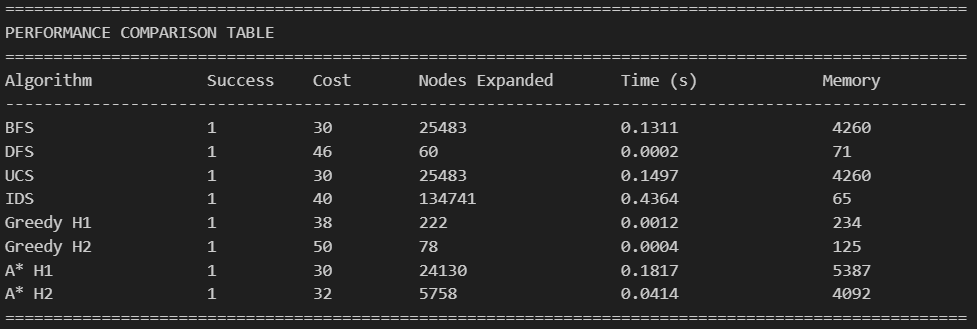 ====================================================================================================
PERFORMANCE COMPARISON TABLE
====================================================================================================
Algorithm            Success    Cost       Nodes Expanded       Time (s)             Memory
----------------------------------------------------------------------------------------------------
BFS                  1          30         25483                0.1311                4260
DFS                  1          46         60                   0.0002                71
UCS                  1          30         25483                0.1497                4260
IDS                  1          40         134741               0.4364                65
Greedy H1            1          38         222                  0.0012                234
Greedy H2            1          50         78                   0.0004                125
A* H1                1          30         24130                0.1817                5387
A* H2                1          32         5758                 0.0414                4092
====================================================================================================